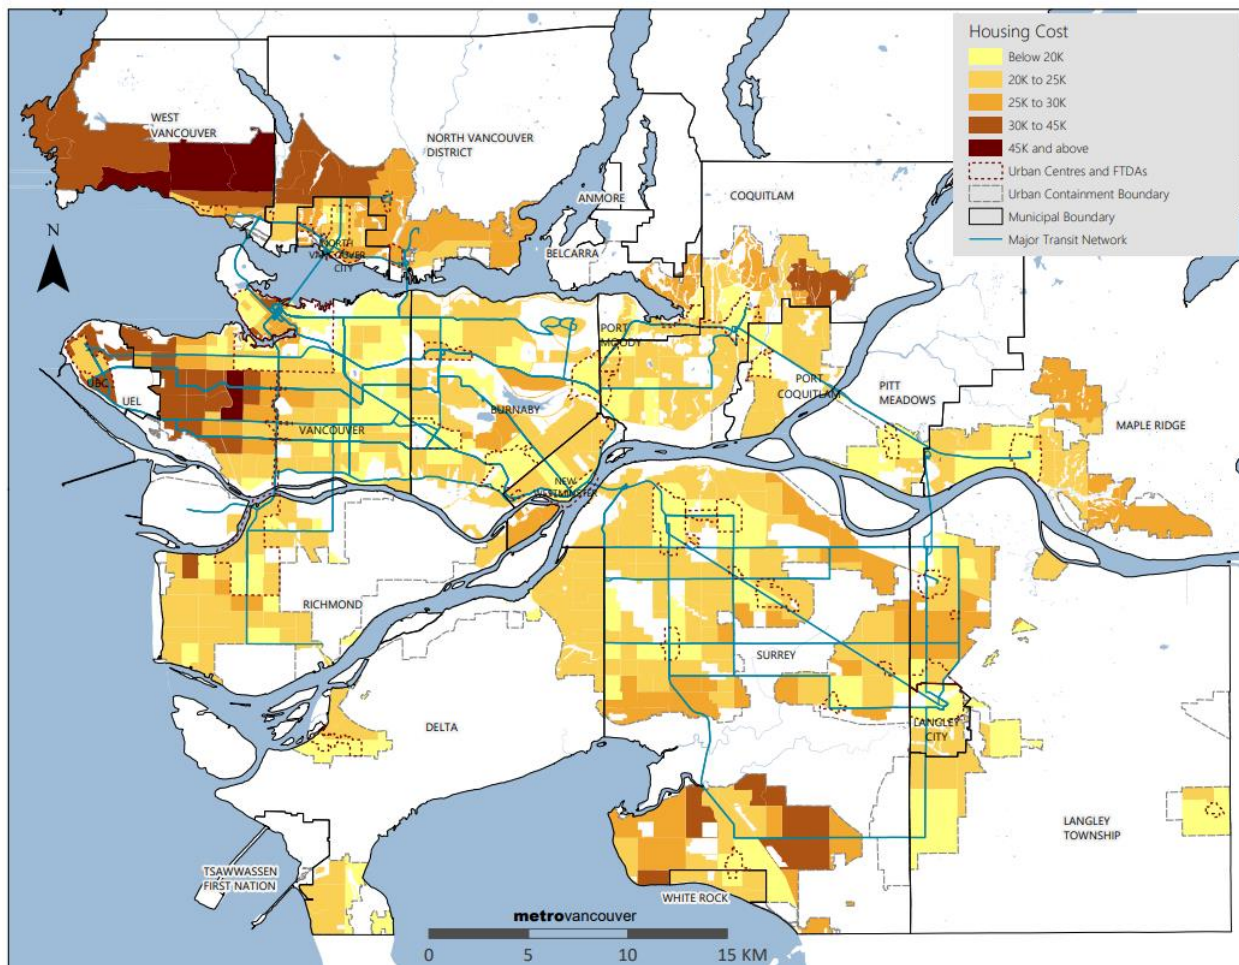 Housing Cost
Below 20K
20K to 25K
25K to 30K
30K to 45K
45K and above
Urban Centres and FTDAs
Urban Containment Boundary
Municipal Boundary
Major Transit Network
WEST
VANCOUVER
NORTH VANCOUVER
DISTRICT
ANMORE
COQUITLAM
N
NORTH
VANCOUVER
CITY
BELCARRA
PORT
MOODY
UBC
UEL
PORT
COQUITLAM
PITT
MEADOWS
BURNABY
VANCOUVER
MAPLE RIDGE
NEW
WESTMINSTER
RICHMOND
SURREY
DELTA
LANGLEY
CITY
LANGLEY
TOWNSHIP
TSAWWASSEN
FIRST NATION
WHITE ROCK
metrovancouver
0 5 10 15 KM